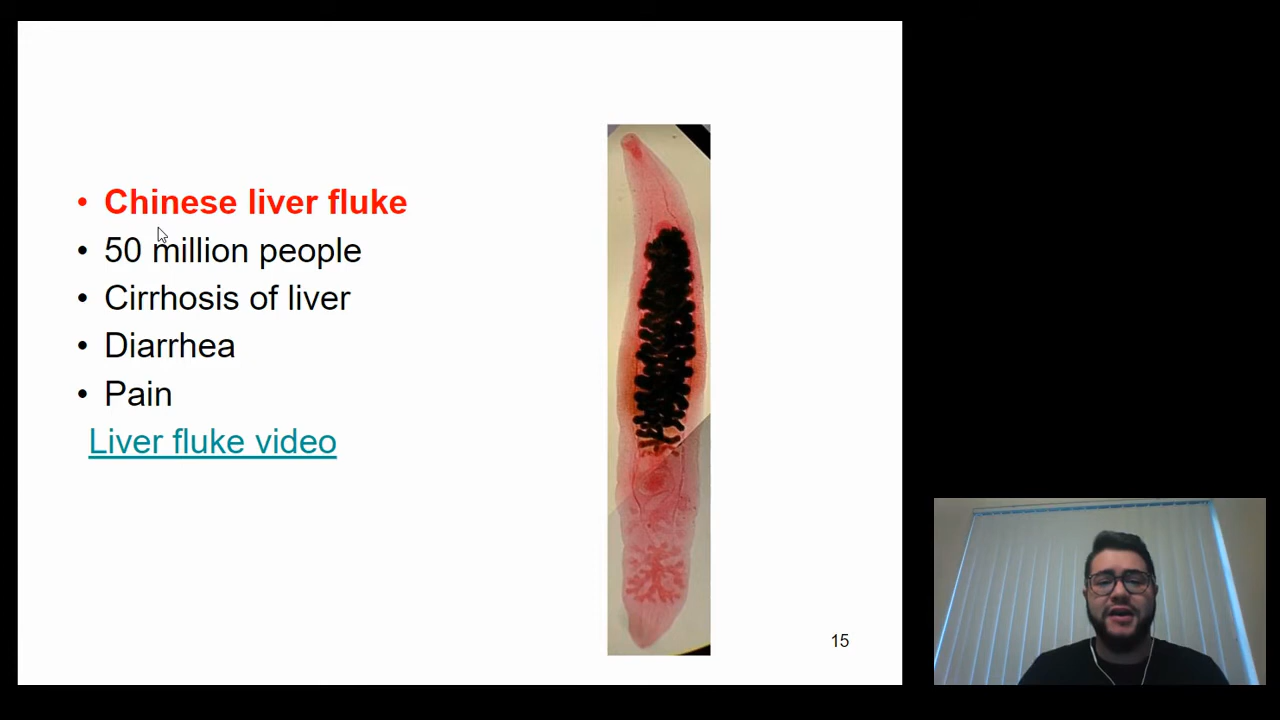 • Chinese liver fluke
• 50 million people
• Cirrhosis of liver
• Diarrhea
• Pain
Liver fluke video
15